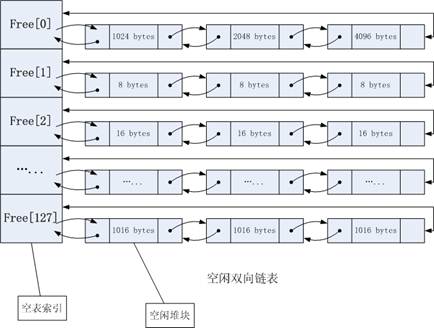 Free[0] 1024 bytes 2048 bytes 4096 bytes
Free[1] 8 bytes 8 bytes 8 bytes
Free[2] 16 bytes 16 bytes 16 bytes
…... …... …... …...
Free[127] 1016 bytes 1016 bytes 1016 bytes
空闲双向链表
空表索引 空闲堆块